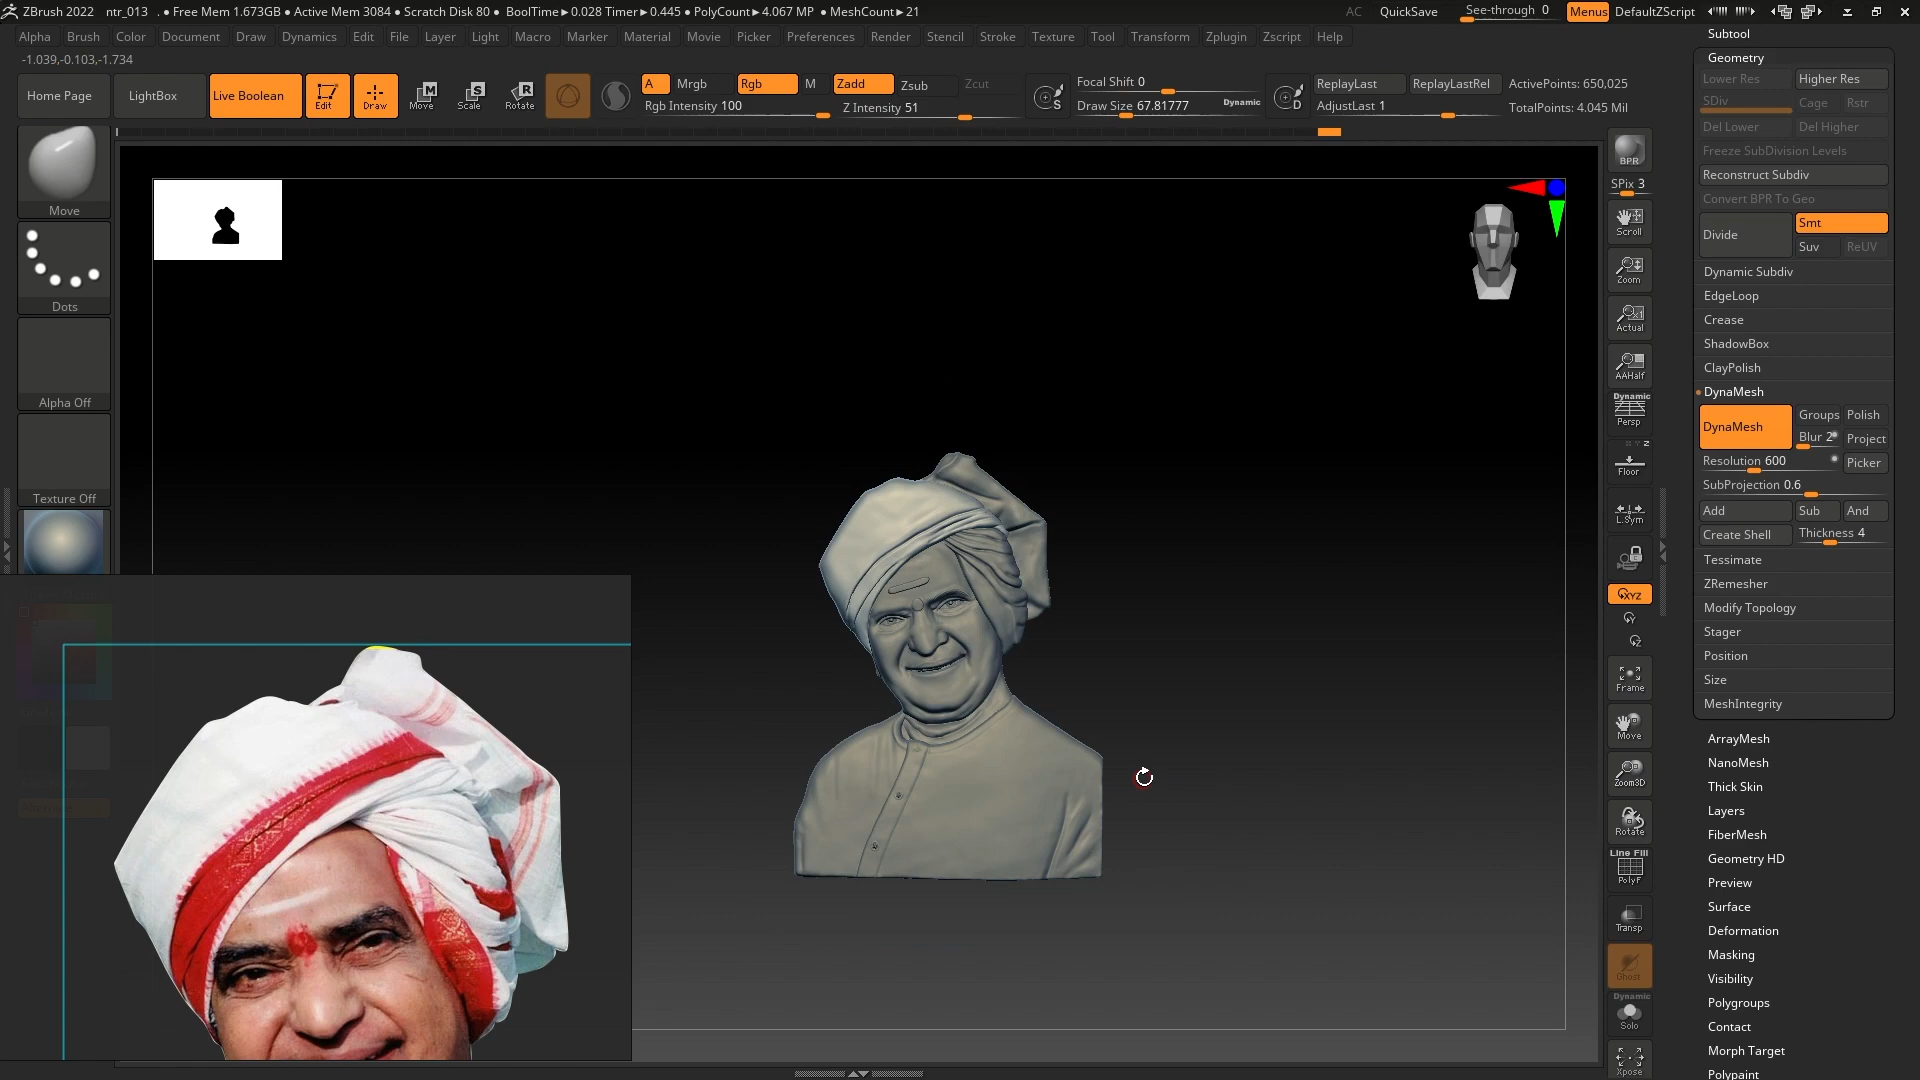 ZBrush 2022 ntr_013 . ● Free Mem 1.673GB ● Active Mem 3084 ● Scratch Disk 80 ● BoolTime►0.028 Timer►0.445 ● PolyCount►4.067 MP ● MeshCount►21 AC QuickSave See-through 0 Menus DefaultZScript
Alpha Brush Color Document Draw Dynamics Edit File Layer Light Macro Marker Material Movie Picker Preferences Render Stencil Stroke Texture Tool Transform Zplugin Zscript Help
-1.039,-0.103,-1.734
Home Page LightBox Live Boolean Edit Draw Move Scale Rotate
A Mrgb Rgb M Zadd Zsub Zcut
Rgb Intensity 100 Z Intensity 51
S Focal Shift 0
Draw Size 67.81777 Dynamic
D ReplayLast ReplayLastRel ActivePoints: 650,025
AdjustLast 1 TotalPoints: 4.045 Mil
Move
Dots
Alpha Off
Texture Off
BPR
SPix 3
Scroll
Zoom
Actual
AAHalf
Dynamic
Persp
Floor
L.Sym
XYZ
Frame
Move
Zoom3D
Rotate
Line Fill
PolyF
Transp
Ghost
Dynamic
Solo
Xpose
Subtool
Geometry
Lower Res Higher Res
SDiv Cage Rstr
Del Lower Del Higher
Freeze SubDivision Levels
Reconstruct Subdiv
Convert BPR To Geo
Divide Smt
Suv ReUV
Dynamic Subdiv
EdgeLoop
Crease
ShadowBox
ClayPolish
DynaMesh
DynaMesh Groups Polish
Blur 2 Project
Resolution 600 Picker
SubProjection 0.6
Add Sub And
Create Shell Thickness 4
Tessimate
ZRemesher
Modify Topology
Stager
Position
Size
MeshIntegrity
ArrayMesh
NanoMesh
Thick Skin
Layers
FiberMesh
Geometry HD
Preview
Surface
Deformation
Masking
Visibility
Polygroups
Contact
Morph Target
Polypaint